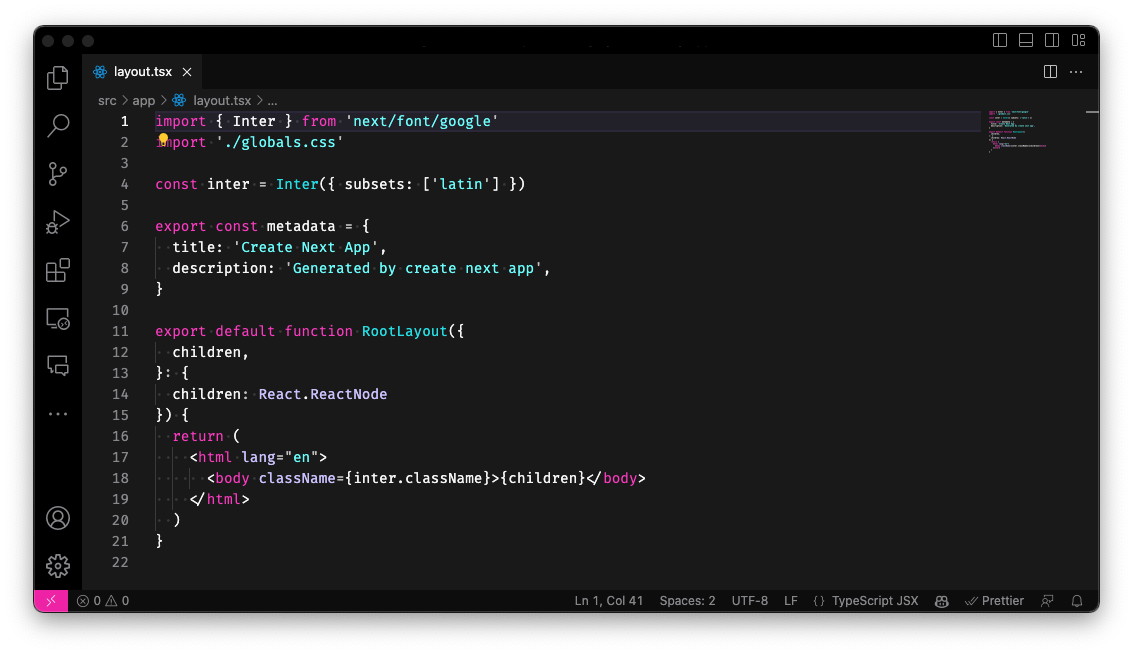 layout.tsx
src > app > layout.tsx > ...
1 import { Inter } from 'next/font/google'
2 import './globals.css'
3
4 const inter = Inter({ subsets: ['latin'] })
5
6 export const metadata = {
7   title: 'Create Next App',
8   description: 'Generated by create next app',
9 }
10
11 export default function RootLayout({
12   children,
13 }: {
14   children: React.ReactNode
15 }) {
16   return (
17     <html lang="en">
18       <body className={inter.className}>{children}</body>
19     </html>
20   )
21 }
22
0 0 Ln 1, Col 41 Spaces: 2 UTF-8 LF {} TypeScript JSX Prettier